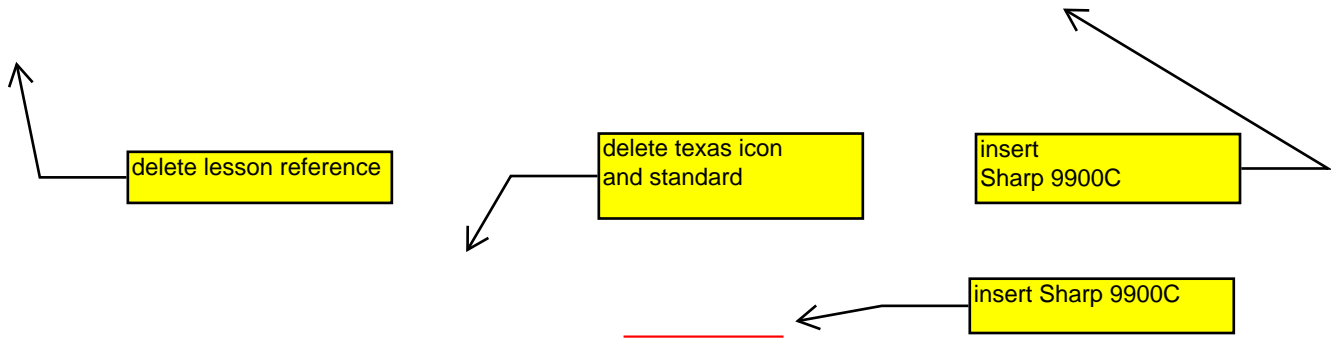 delete lesson reference
delete texas icon
and standard
insert
Sharp 9900C
insert Sharp 9900C